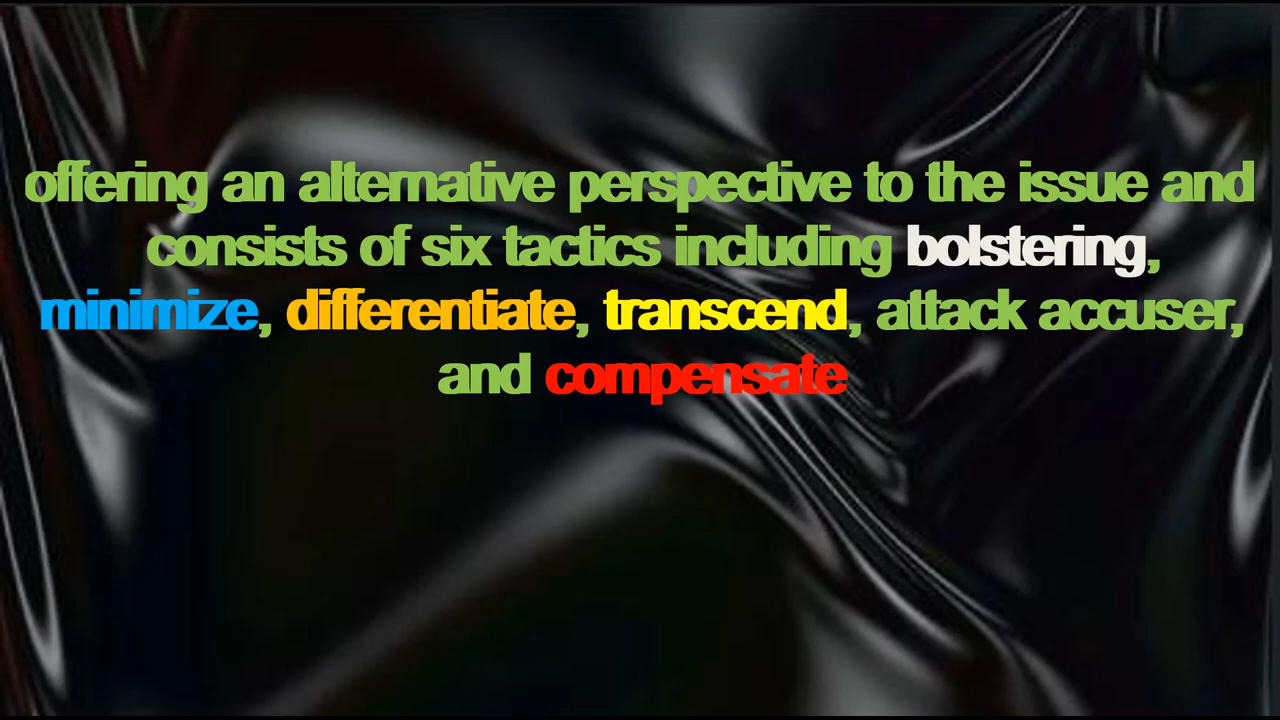 offering an alternative perspective to the issue and
consists of six tactics including bolstering,
minimize, differentiate, transcend, attack accuser,
and compensate